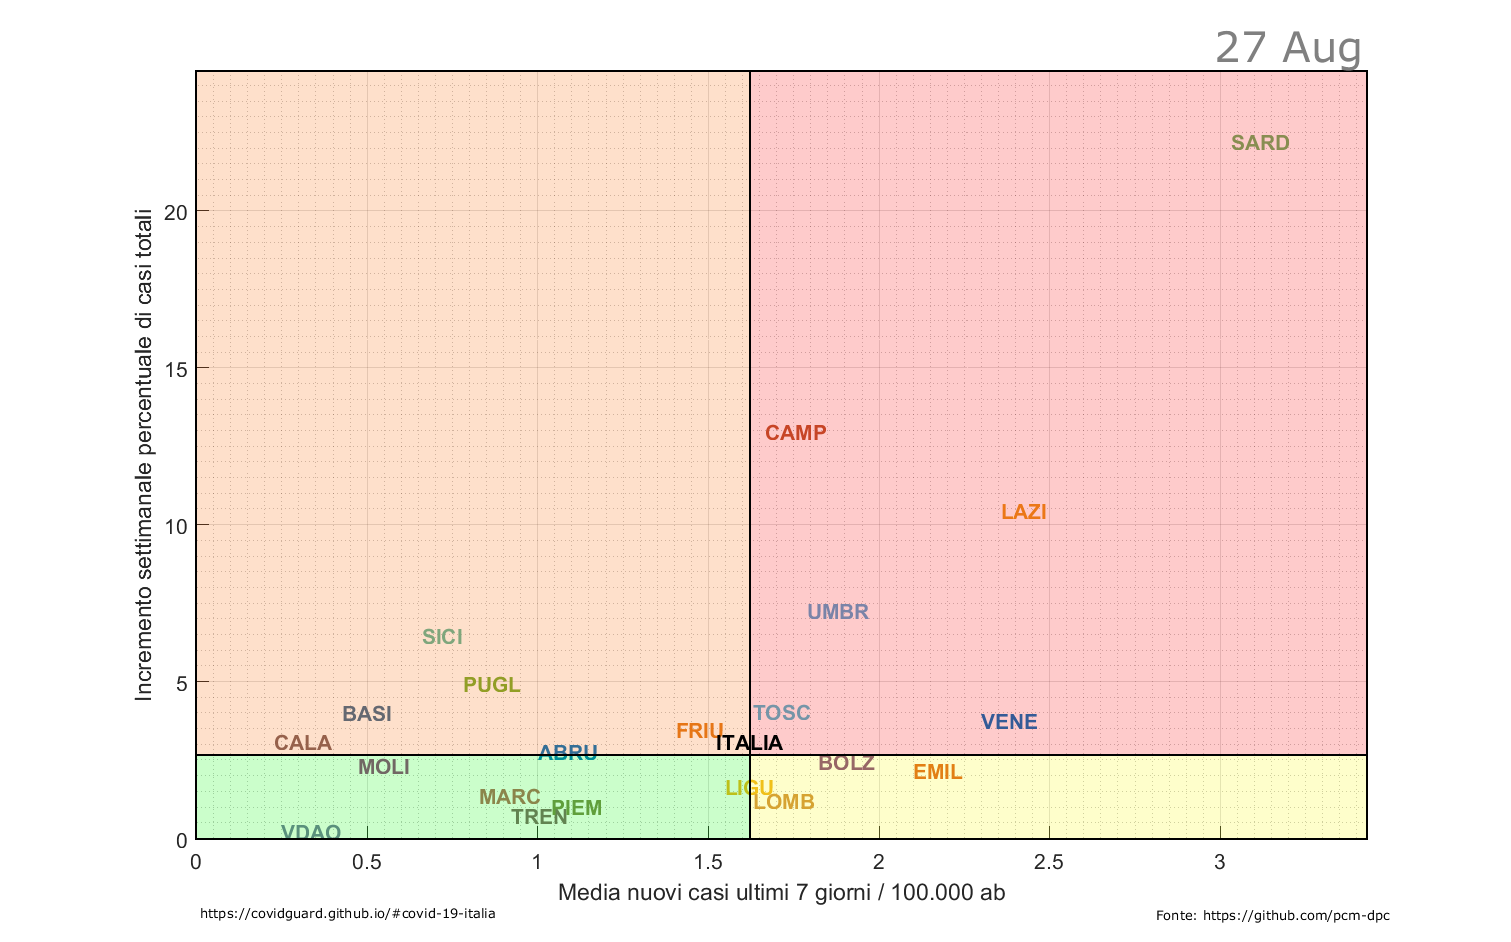 27 Aug
SARD
20
15
CAMP
LAZI
10
UMBR
SICI
PUGL
5
BASI
TOSC
VENE
FRIU
CALA
ITALIA
ABRU
BOLZ
MOLI
EMIL
LIGU
MARC
LOMB
PIEM
TREN
VDAO
0
Incremento settimanale percentuale di casi totali
0 0.5 1 1.5 2 2.5 3
Media nuovi casi ultimi 7 giorni / 100.000 ab
https://covidguard.github.io/#covid-19-italia
Fonte: https://github.com/pcm-dpc